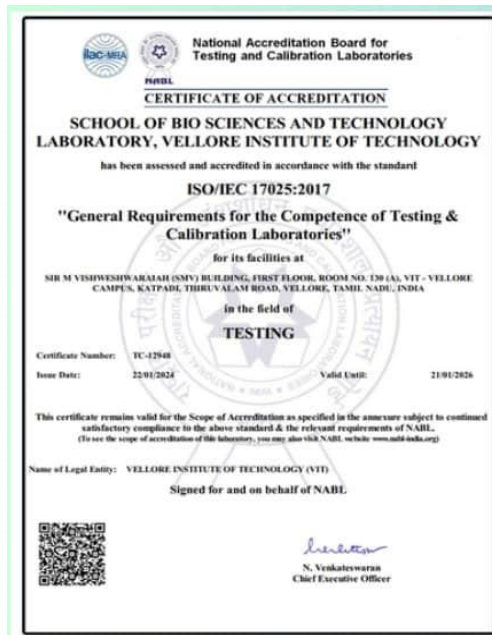 ilac-MRA
NABL
National Accreditation Board for
Testing and Calibration Laboratories
CERTIFICATE OF ACCREDITATION
SCHOOL OF BIO SCIENCES AND TECHNOLOGY
LABORATORY, VELLORE INSTITUTE OF TECHNOLOGY
has been assessed and accredited in accordance with the standard
ISO/IEC 17025:2017
"General Requirements for the Competence of Testing &
Calibration Laboratories"
for its facilities at
SIR M VISHWESHWARAIAH (SMV) BUILDING, FIRST FLOOR, ROOM NO. 130 (A), VIT - VELLORE
CAMPUS, KATPADI, THIRUVALAM ROAD, VELLORE, TAMIL NADU, INDIA
in the field of
TESTING
Certificate Number: TC-12948
Issue Date: 22/01/2024 Valid Until: 21/01/2026
This certificate remains valid for the Scope of Accreditation as specified in the annexure subject to continued
satisfactory compliance to the above standard & the relevant requirements of NABL.
(To see the scope of accreditation of this laboratory, you may also visit NABL website www.nabl-india.org)
Name of Legal Entity: VELLORE INSTITUTE OF TECHNOLOGY (VIT)
Signed for and on behalf of NABL
N. Venkateswaran
Chief Executive Officer